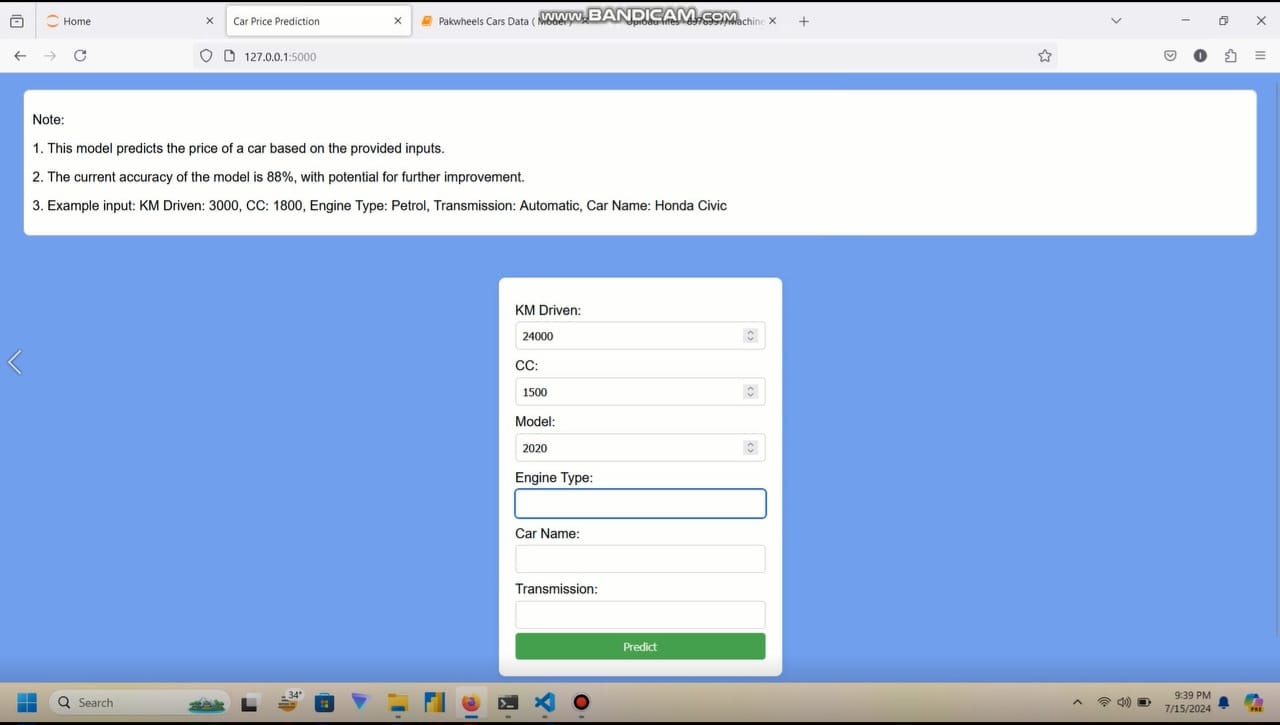 Home
Car Price Prediction
Pakwheels Cars Data (
www.BANDICAM.com
127.0.0.1:5000
Note:
1. This model predicts the price of a car based on the provided inputs.
2. The current accuracy of the model is 88%, with potential for further improvement.
3. Example input: KM Driven: 3000, CC: 1800, Engine Type: Petrol, Transmission: Automatic, Car Name: Honda Civic
KM Driven:
24000
CC:
1500
Model:
2020
Engine Type:
Car Name:
Transmission:
Predict
Search
34°
9:39 PM
7/15/2024
PRE